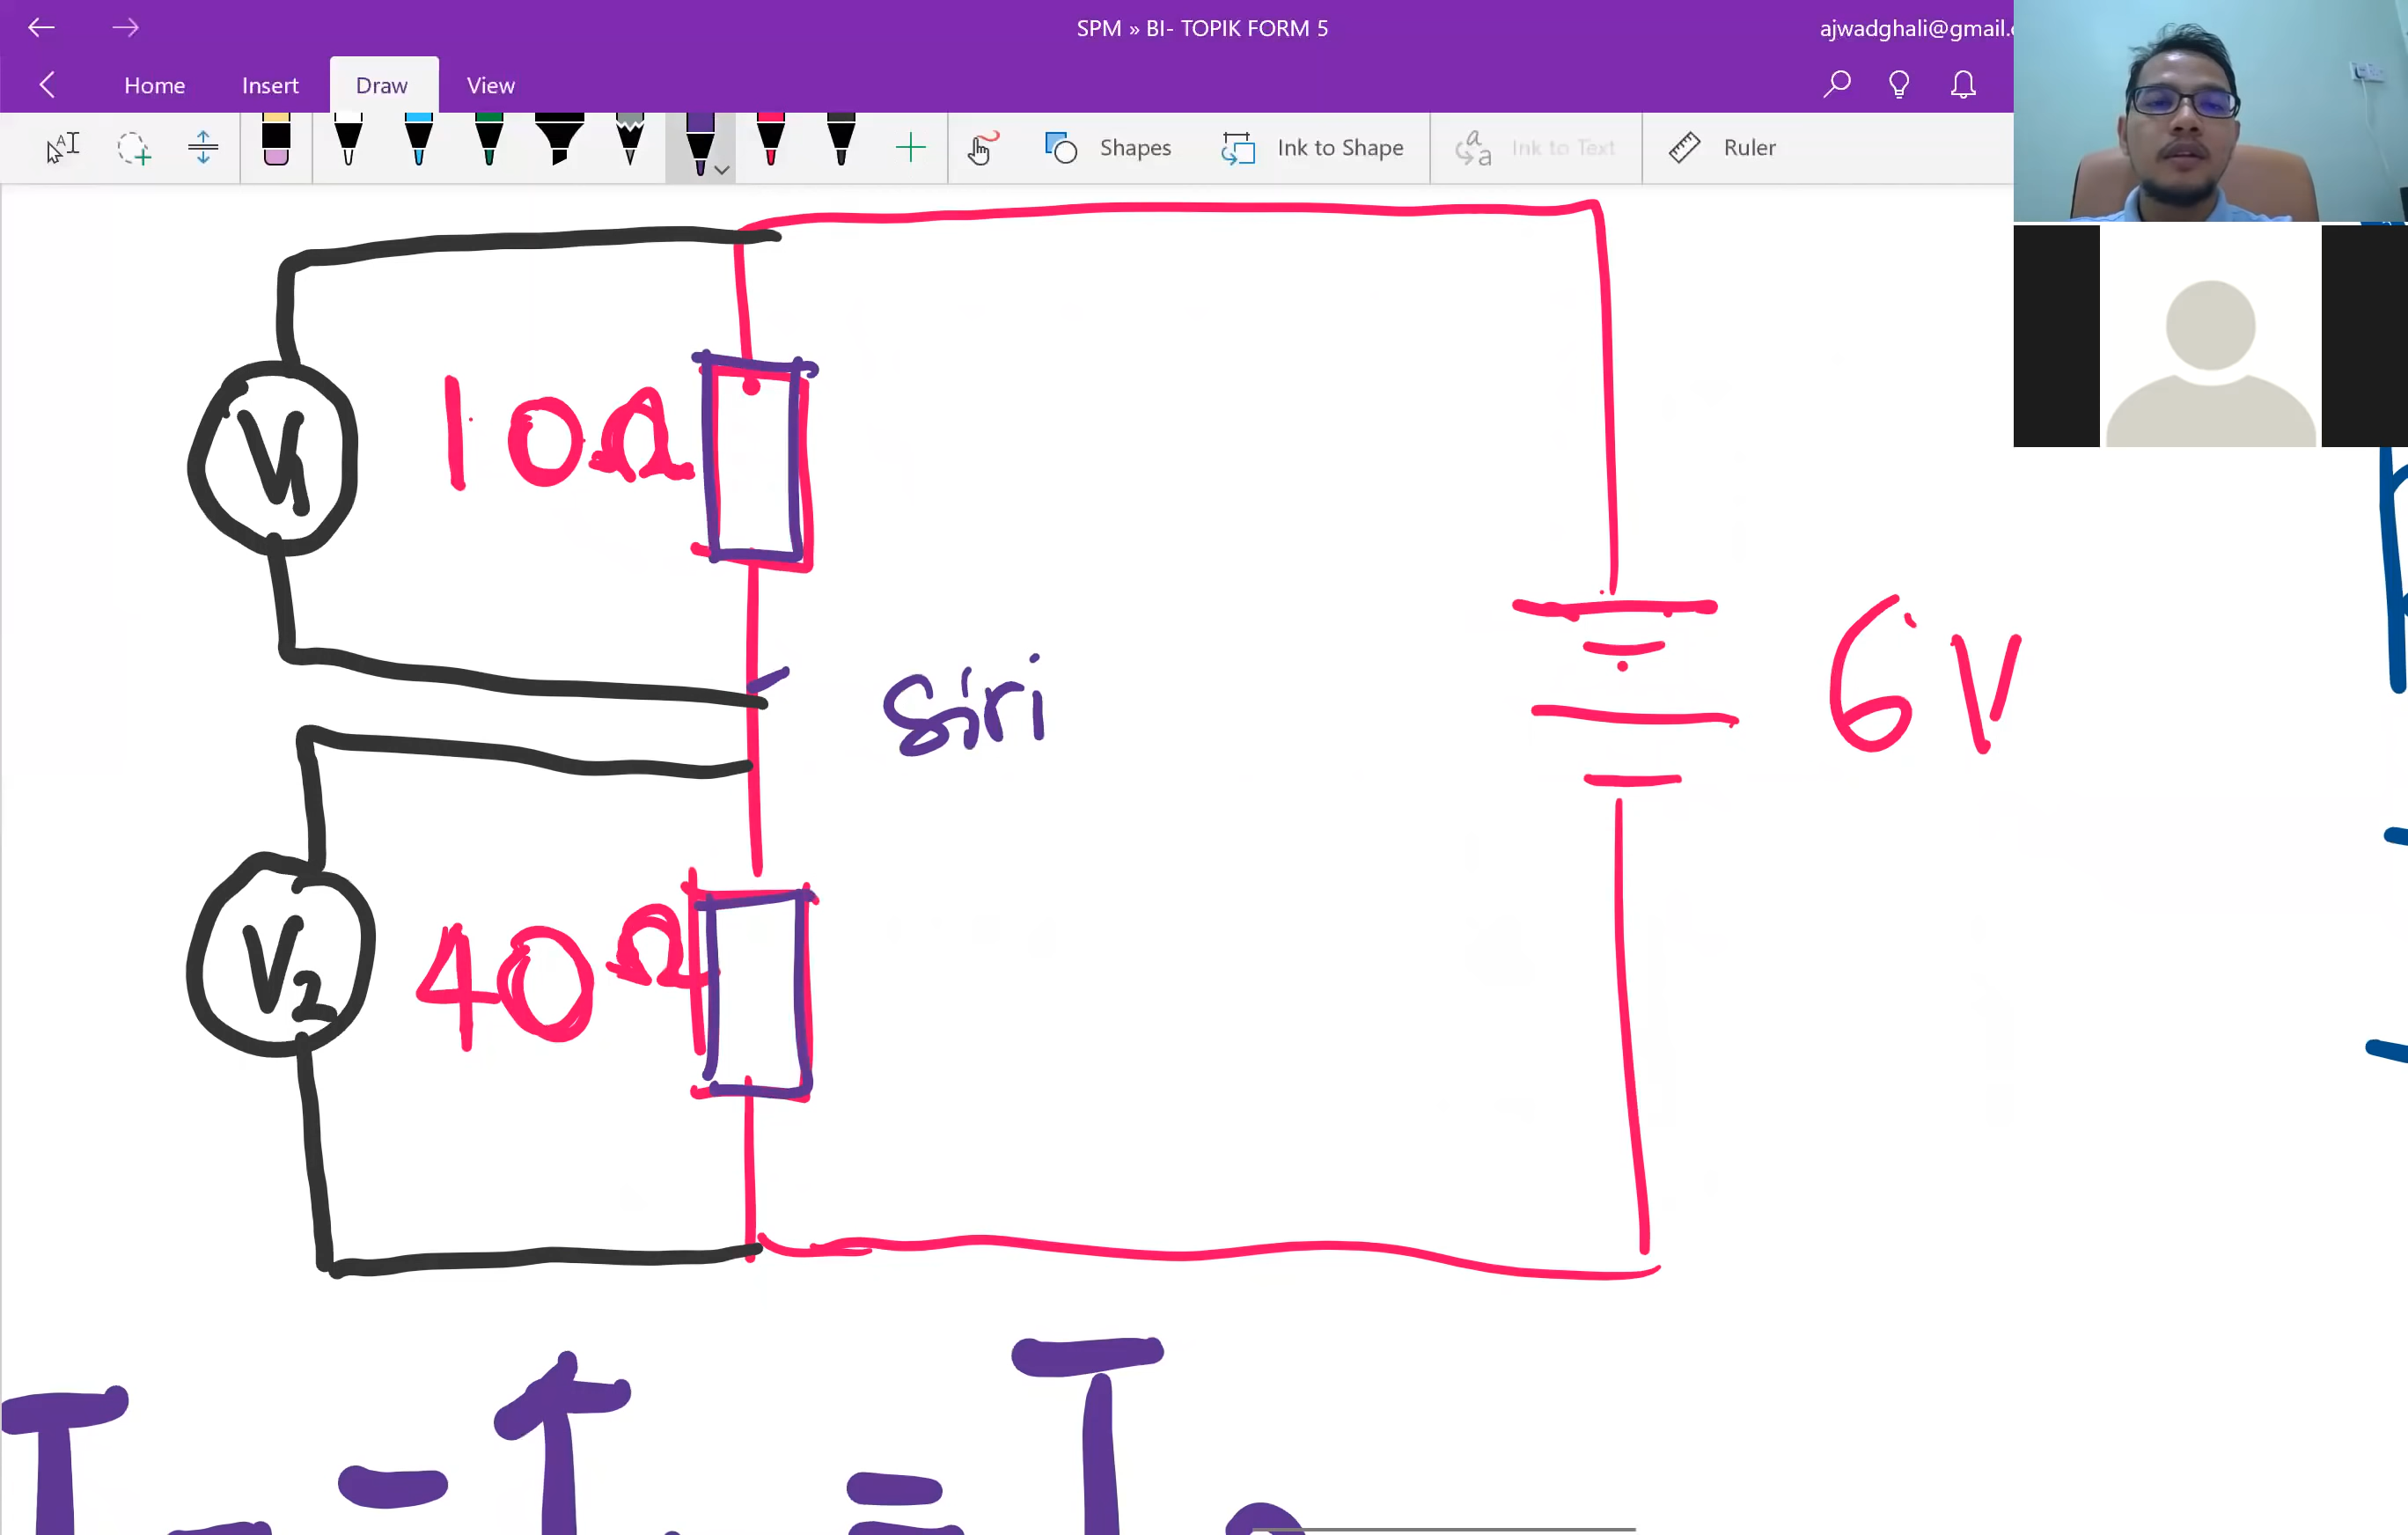 SPM » BI- TOPIK FORM 5
ajwadghali@gmail.
Home Insert Draw View
Shapes Ink to Shape Ink to Text Ruler
V1
10Ω
Siri
6V
V2
40Ω